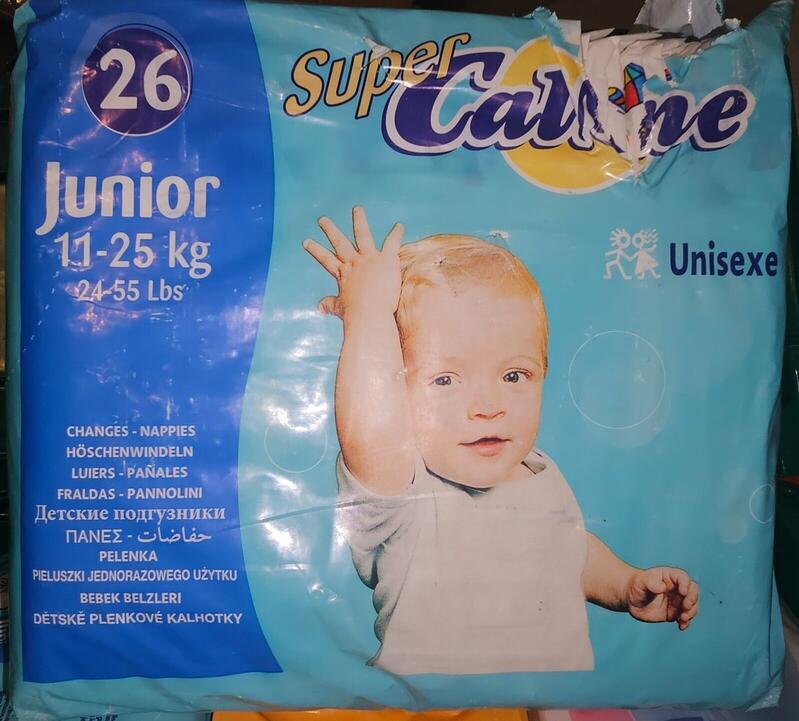 26
Super
Junior
11-25 kg
24-55 Lbs
Unisexe
CHANGES - NAPPIES
HÖSCHENWINDELN
LUIERS - PAÑALES
FRALDAS - PANNOLINI
Детские подгузники
ΠΑΝΕΣ - حفاضات
PELENKA
PIELUSZKI JEDNORAZOWEGO UŻYTKU
BEBEK BELZLERI
DĚTSKÉ PLENKOVÉ KALHOTKY